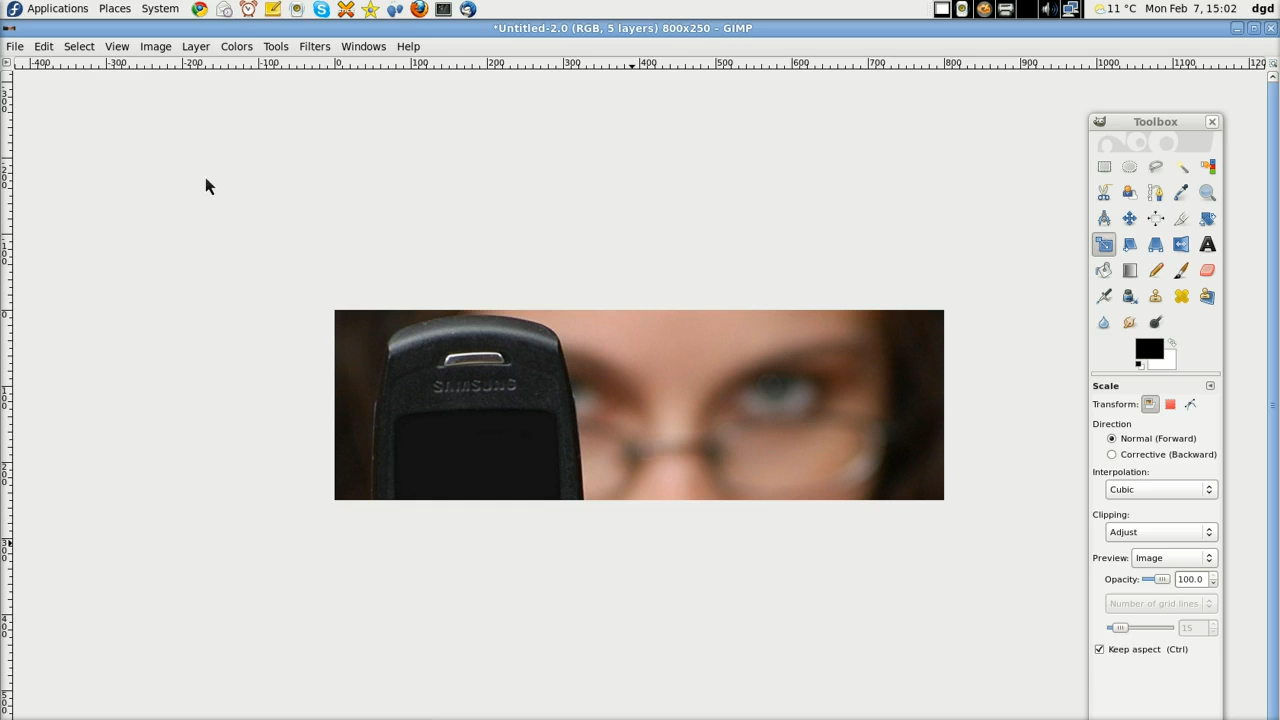 Applications Places System 11 °C Mon Feb 7, 15:02 dgd
*Untitled-2.0 (RGB, 5 layers) 800x250 – GIMP
File Edit Select View Image Layer Colors Tools Filters Windows Help
-400 -300 -200 -100 0 100 200 300 400 500 600 700 800 900 1000 1100 120
Toolbox
SAMSUNG
Scale
Transform:
Direction
Normal (Forward)
Corrective (Backward)
Interpolation:
Cubic
Clipping:
Adjust
Preview: Image
Opacity: 100.0
Number of grid lines
15
Keep aspect (Ctrl)